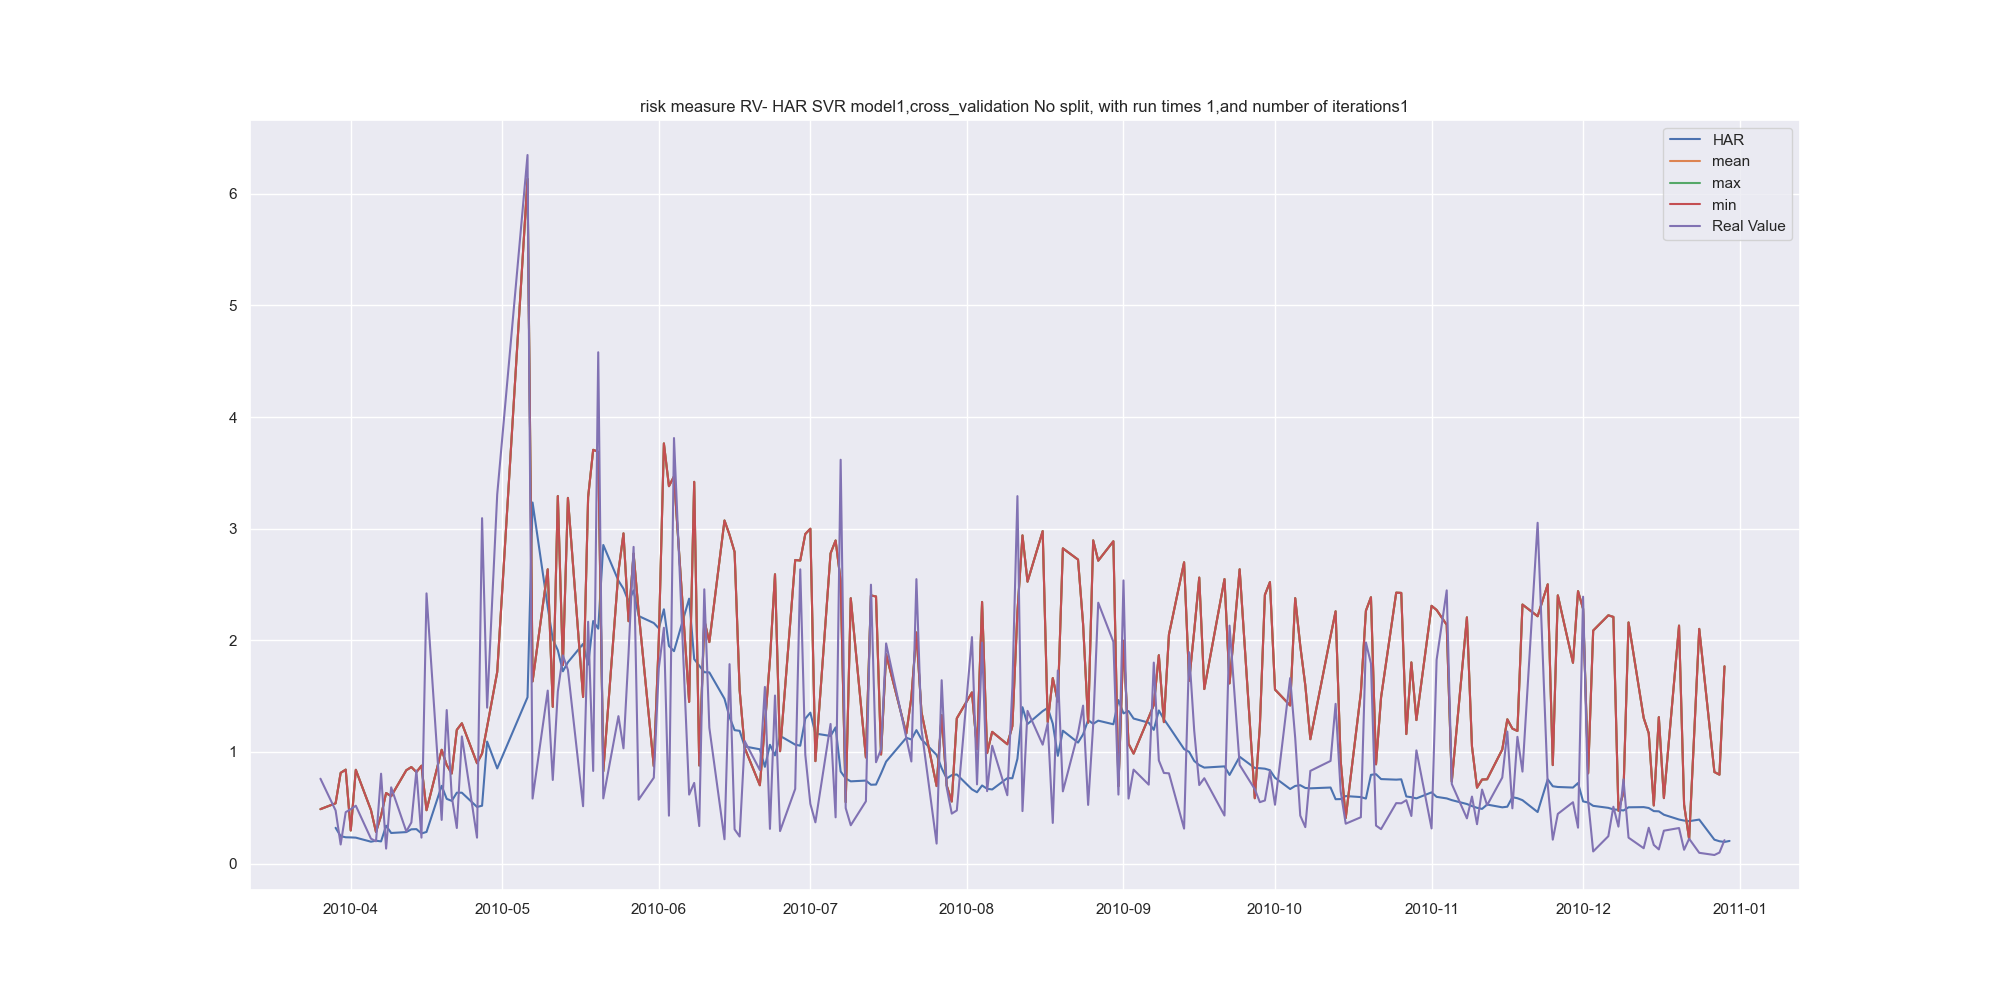 risk measure RV- HAR SVR model1,cross_validation No split, with run times 1,and number of iterations1
HAR
mean
max
min
Real Value
6
5
4
3
2
1
0
2010-04 2010-05 2010-06 2010-07 2010-08 2010-09 2010-10 2010-11 2010-12 2011-01